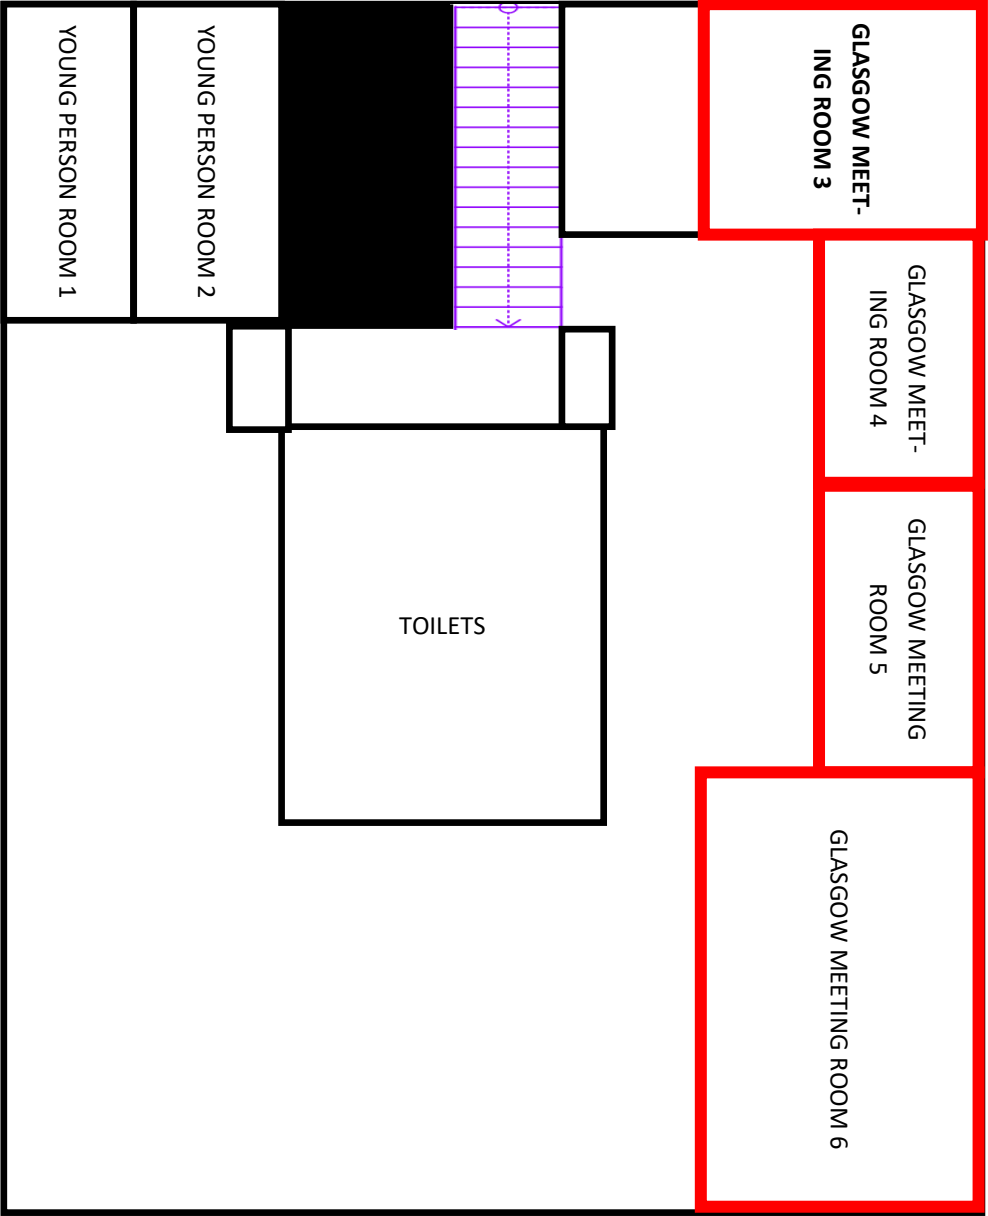 YOUNG PERSON ROOM 1
YOUNG PERSON ROOM 2
GLASGOW MEET-
ING ROOM 3
GLASGOW MEET-
ING ROOM 4
GLASGOW MEETING
ROOM 5
TOILETS
GLASGOW MEETING ROOM 6